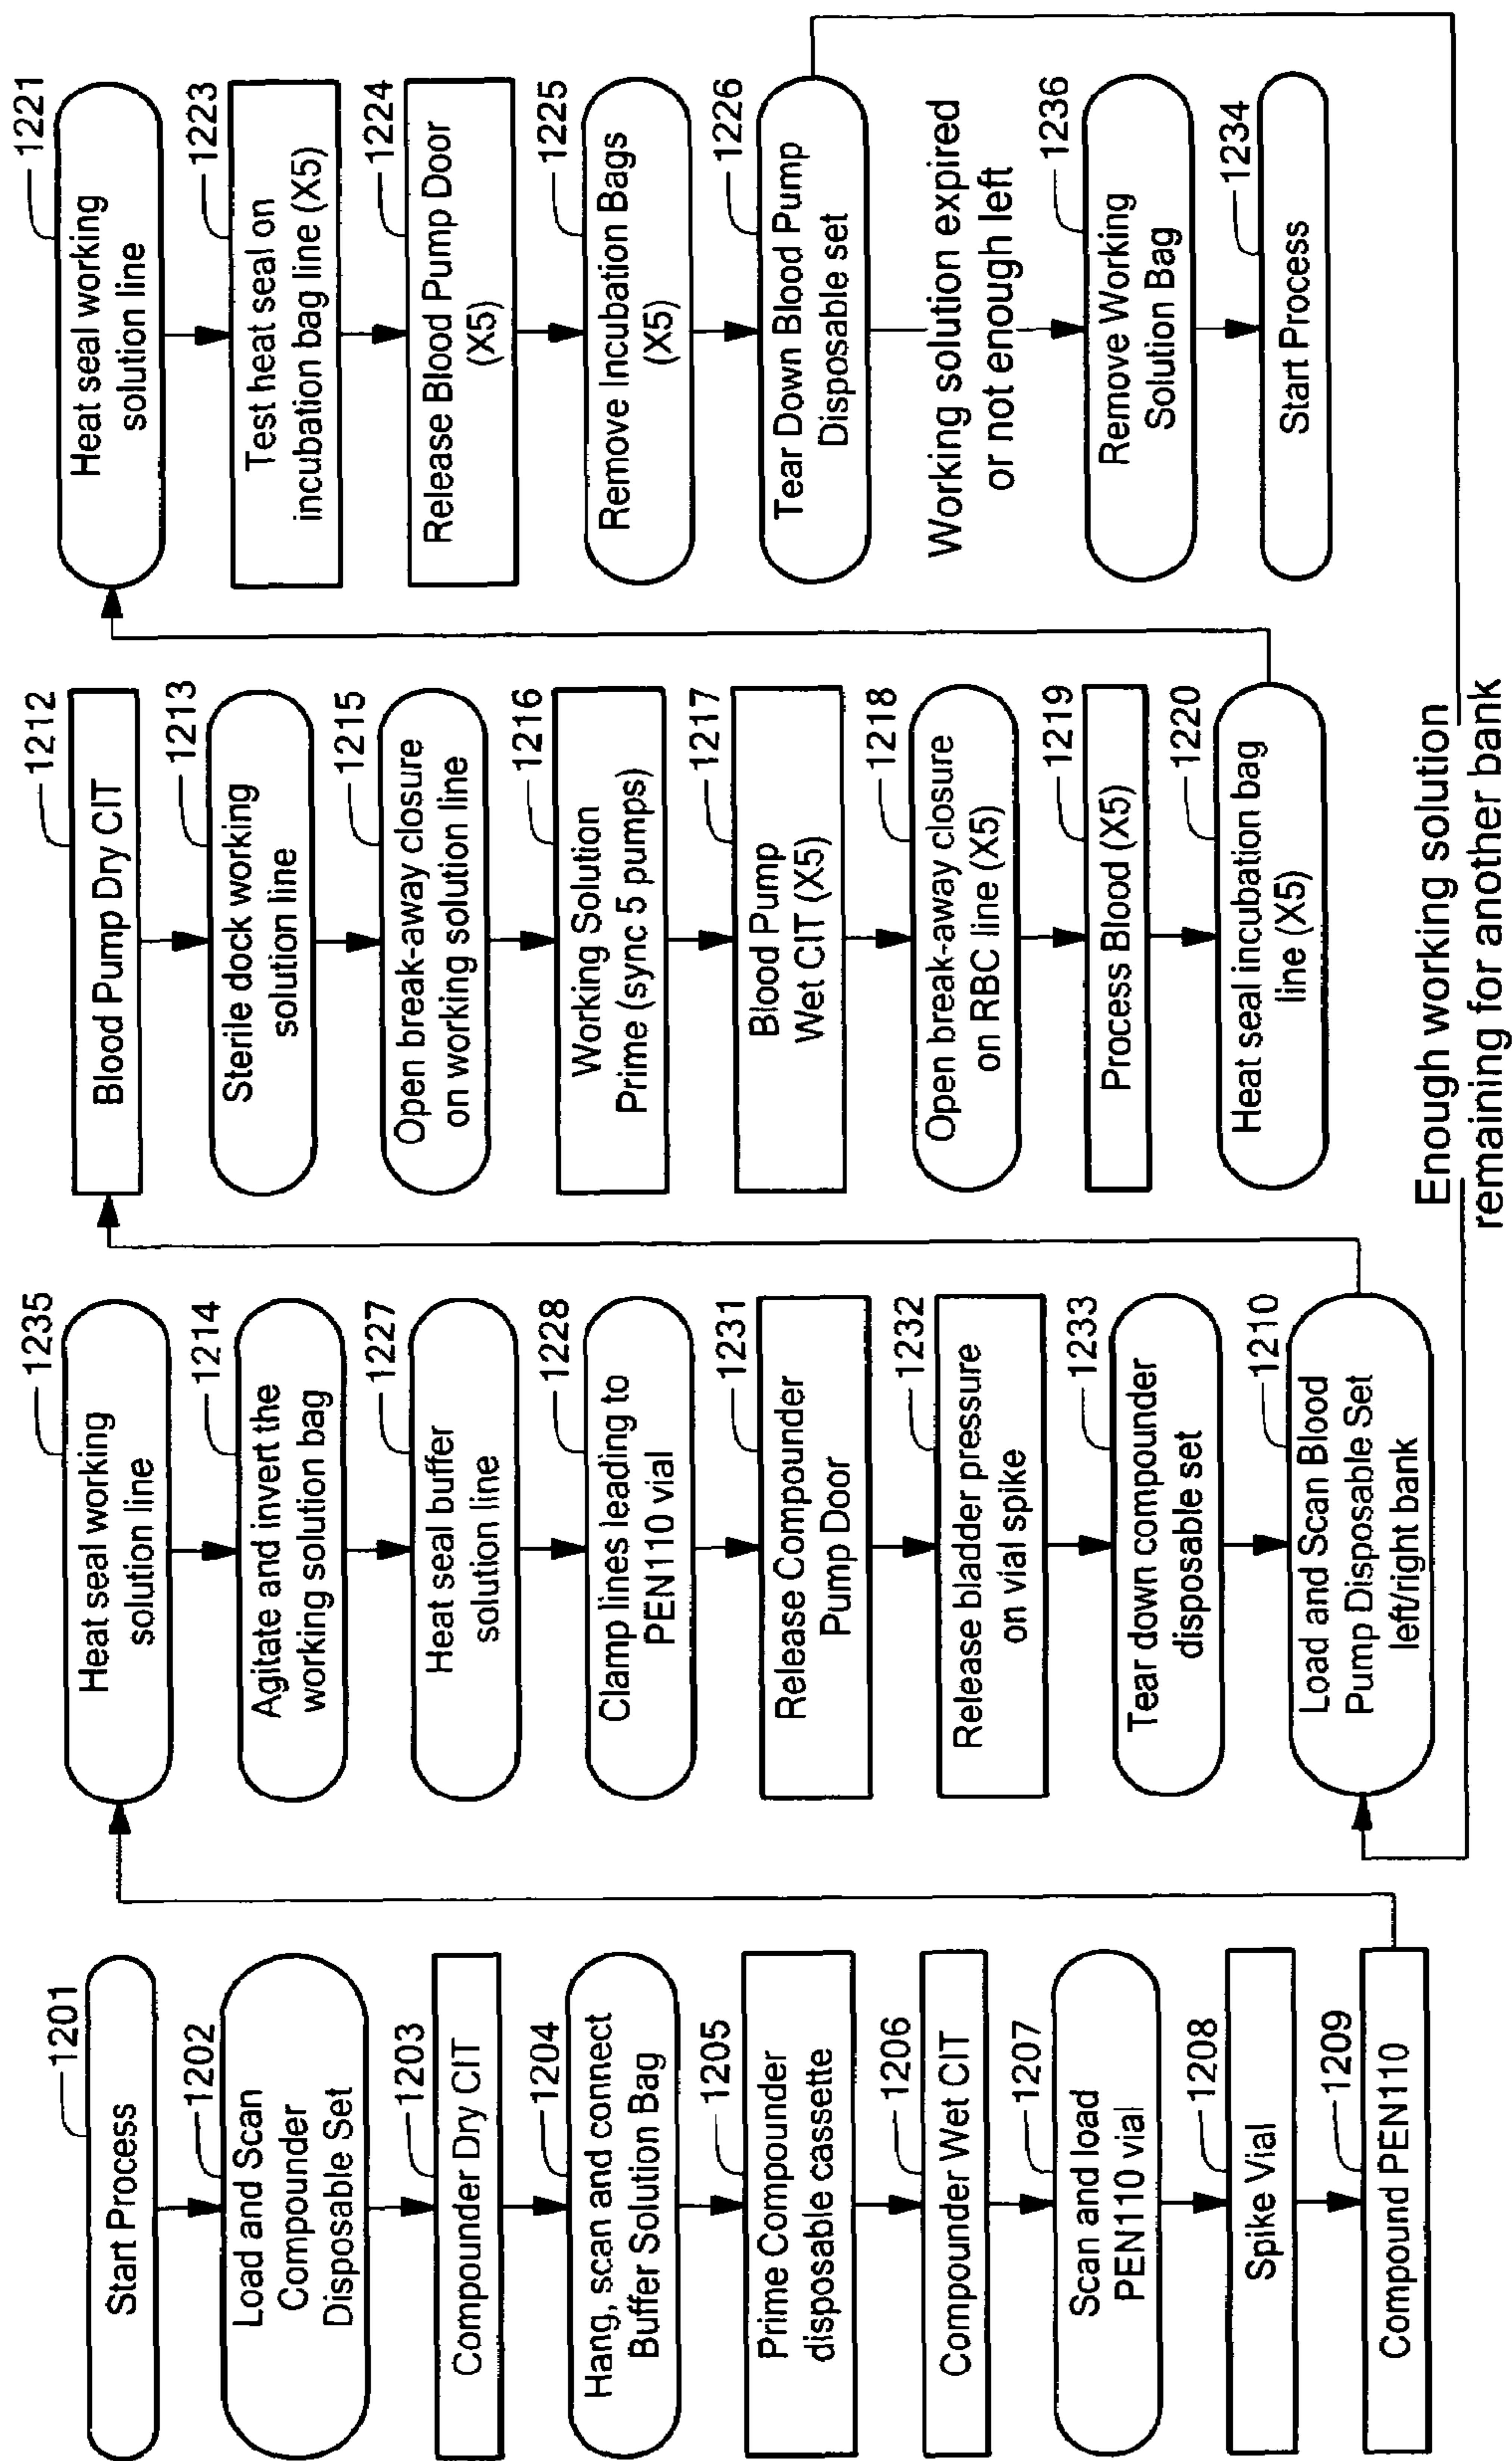 1201
Start Process
1202
Load and Scan
Compounder
Disposable Set
1203
Compounder Dry CIT
1204
Hang, scan and connect
Buffer Solution Bag
1205
Prime Compounder
disposable cassette
1206
Compounder Wet CIT
1207
Scan and load
PEN110 vial
1208
Spike Vial
1209
Compound PEN110
1235
Heat seal working
solution line
1214
Agitate and invert the
working solution bag
1227
Heat seal buffer
solution line
1228
Clamp lines leading to
PEN110 vial
1231
Release Compounder
Pump Door
1232
Release bladder pressure
on vial spike
1233
Tear down compounder
disposable set
1210
Load and Scan Blood
Pump Disposable Set
left/right bank
1212
Blood Pump Dry CIT
1213
Sterile dock working
solution line
1215
Open break-away closure
on working solution line
1216
Working Solution
Prime (sync 5 pumps)
1217
Blood Pump
Wet CIT (X5)
1218
Open break-away closure
on RBC line (X5)
1219
Process Blood (X5)
1220
Heat seal incubation bag
line (X5)
1221
Heat seal working
solution line
1223
Test heat seal on
incubation bag line (X5)
1224
Release Blood Pump Door
(X5)
1225
Remove Incubation Bags
(X5)
1226
Tear Down Blood Pump
Disposable set
Working solution expired
or not enough left
1236
Remove Working
Solution Bag
1234
Start Process
Enough working solution
remaining for another bank